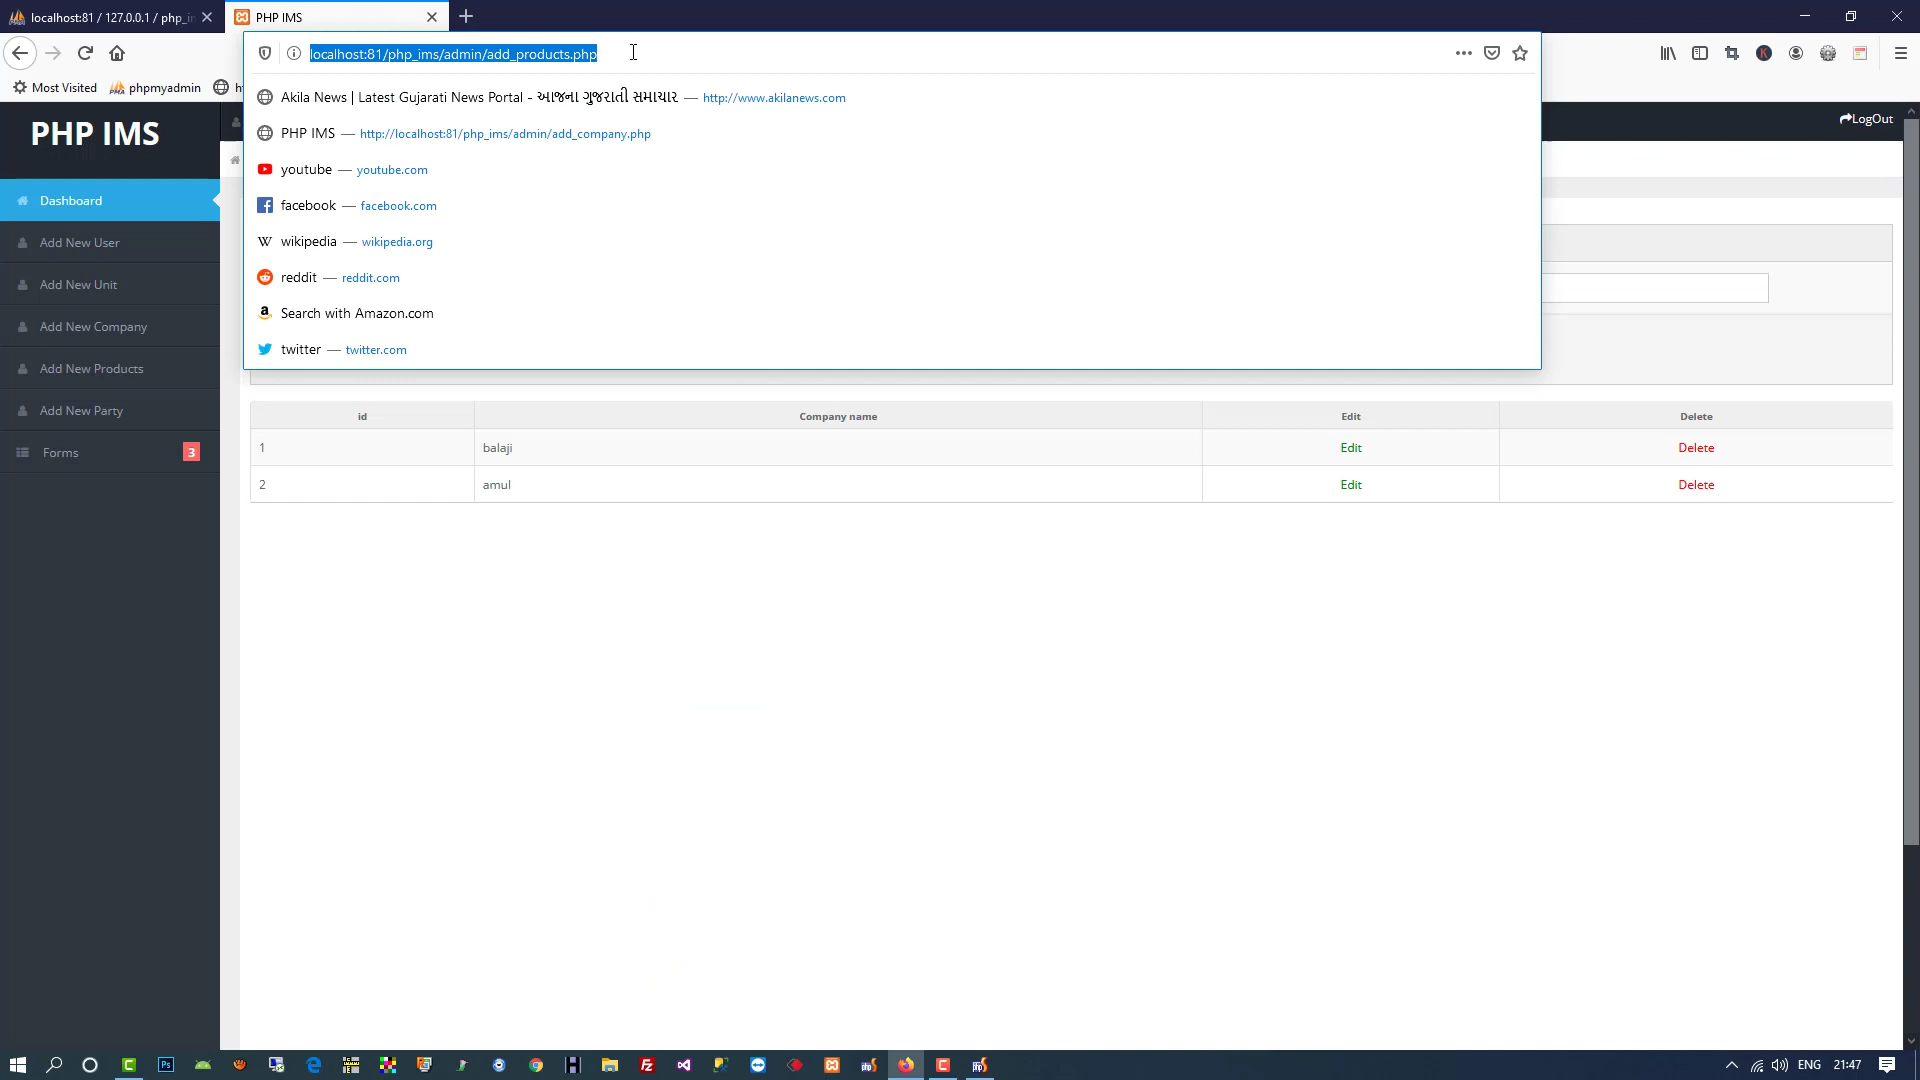 localhost:81 / 127.0.0.1 / php_i
PHP IMS
localhost:81/php_ims/admin/add_products.php
Most Visited
phpmyadmin
Akila News | Latest Gujarati News Portal - આજના ગુજરાતી સમાચાર — http://www.akilanews.com
PHP IMS — http://localhost:81/php_ims/admin/add_company.php
youtube — youtube.com
facebook — facebook.com
wikipedia — wikipedia.org
reddit — reddit.com
Search with Amazon.com
twitter — twitter.com
PHP IMS
LogOut
Dashboard
Add New User
Add New Unit
Add New Company
Add New Products
Add New Party
Forms 3
id Company name Edit Delete
1 balaji Edit Delete
2 amul Edit Delete
ENG 21:47